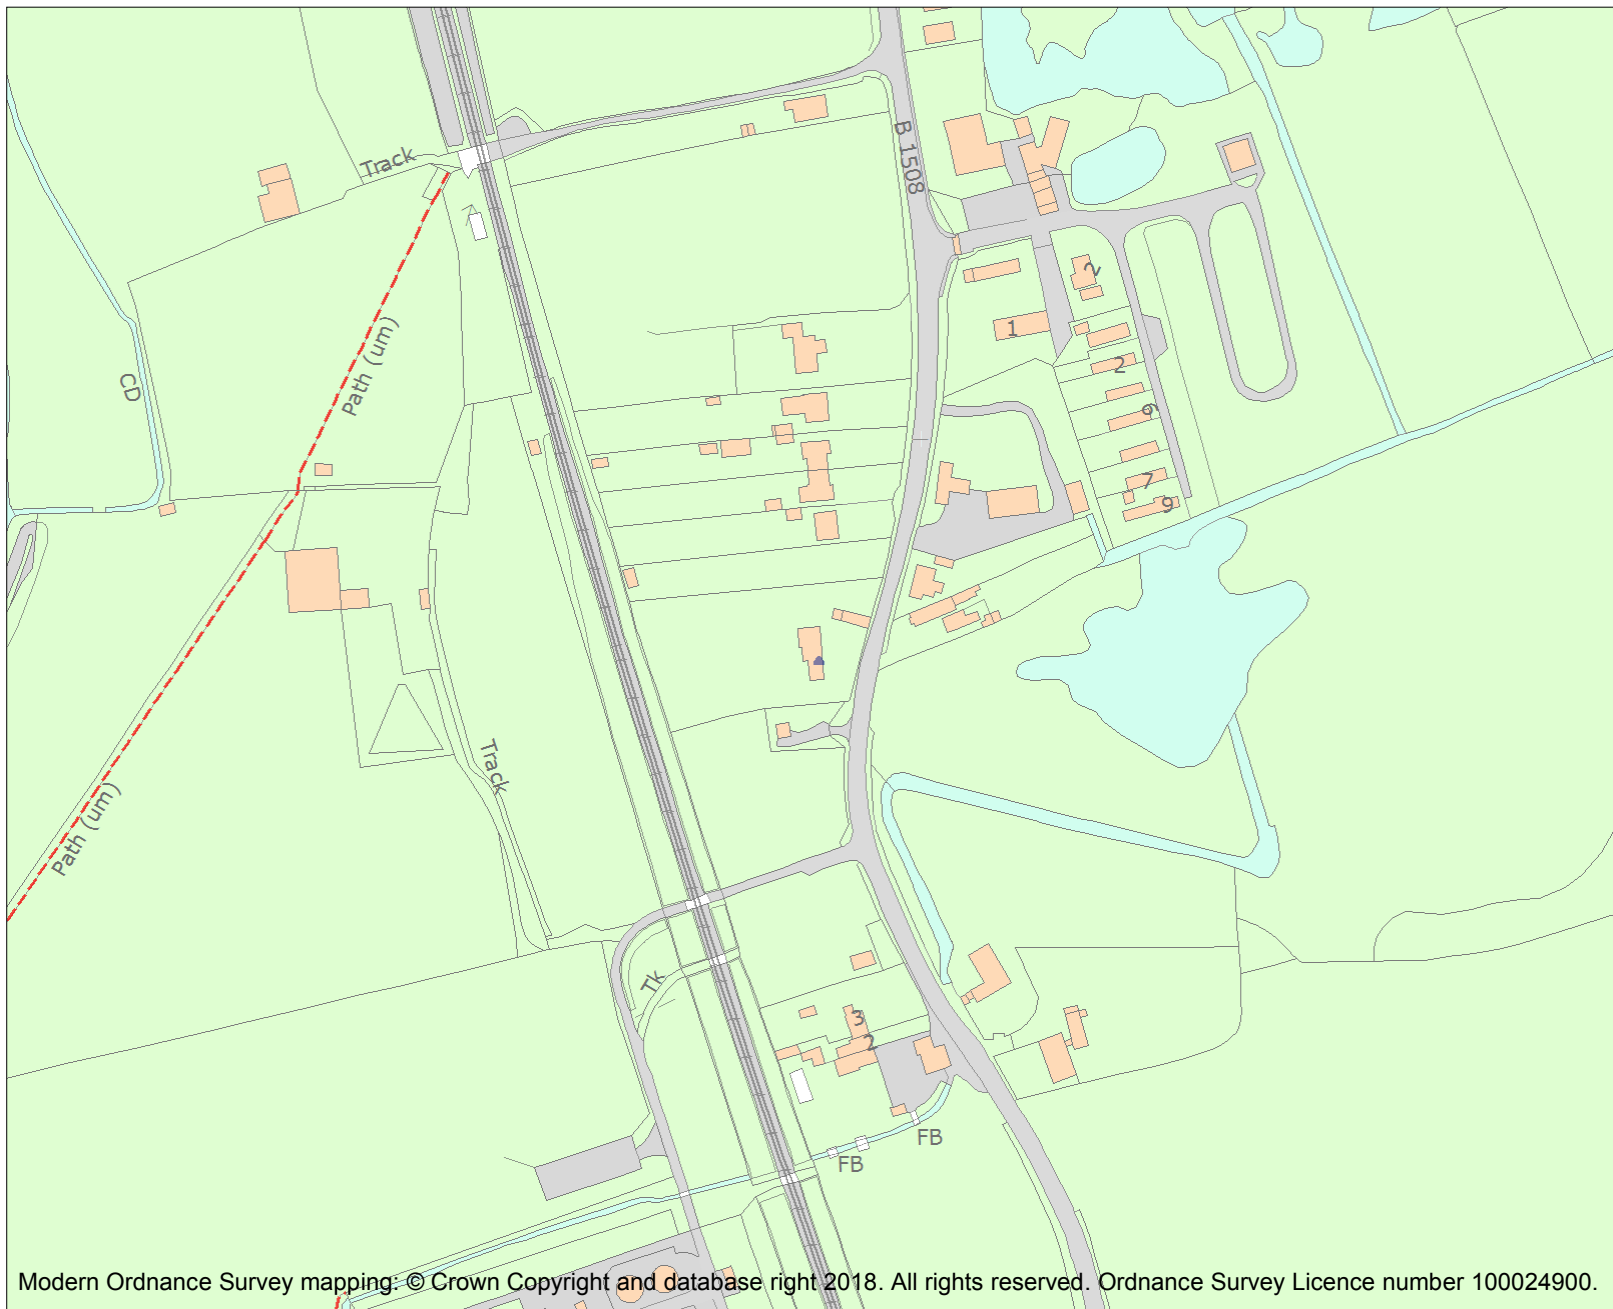 Track
B 1508
2
Path (um)
CD
1
2
6
7
9
Track
Path (um)
Tk
3
2
FB
FB
Modern Ordnance Survey mapping: © Crown Copyright and database right 2018. All rights reserved. Ordnance Survey Licence number 100024900.